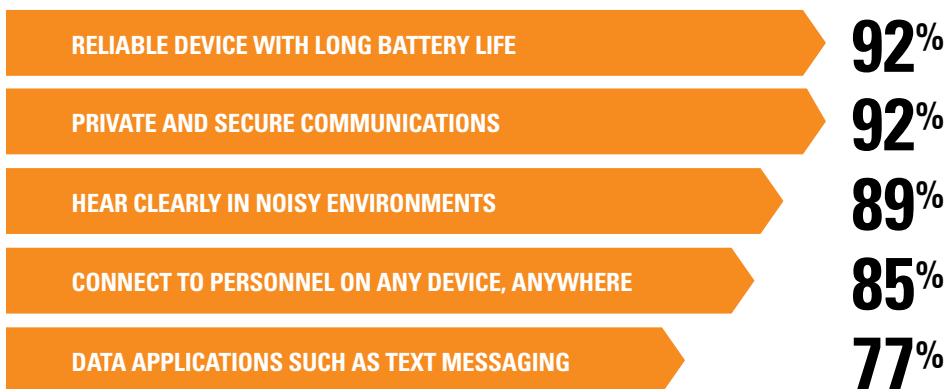 RELIABLE DEVICE WITH LONG BATTERY LIFE 92%
PRIVATE AND SECURE COMMUNICATIONS 92%
HEAR CLEARLY IN NOISY ENVIRONMENTS 89%
CONNECT TO PERSONNEL ON ANY DEVICE, ANYWHERE 85%
DATA APPLICATIONS SUCH AS TEXT MESSAGING 77%